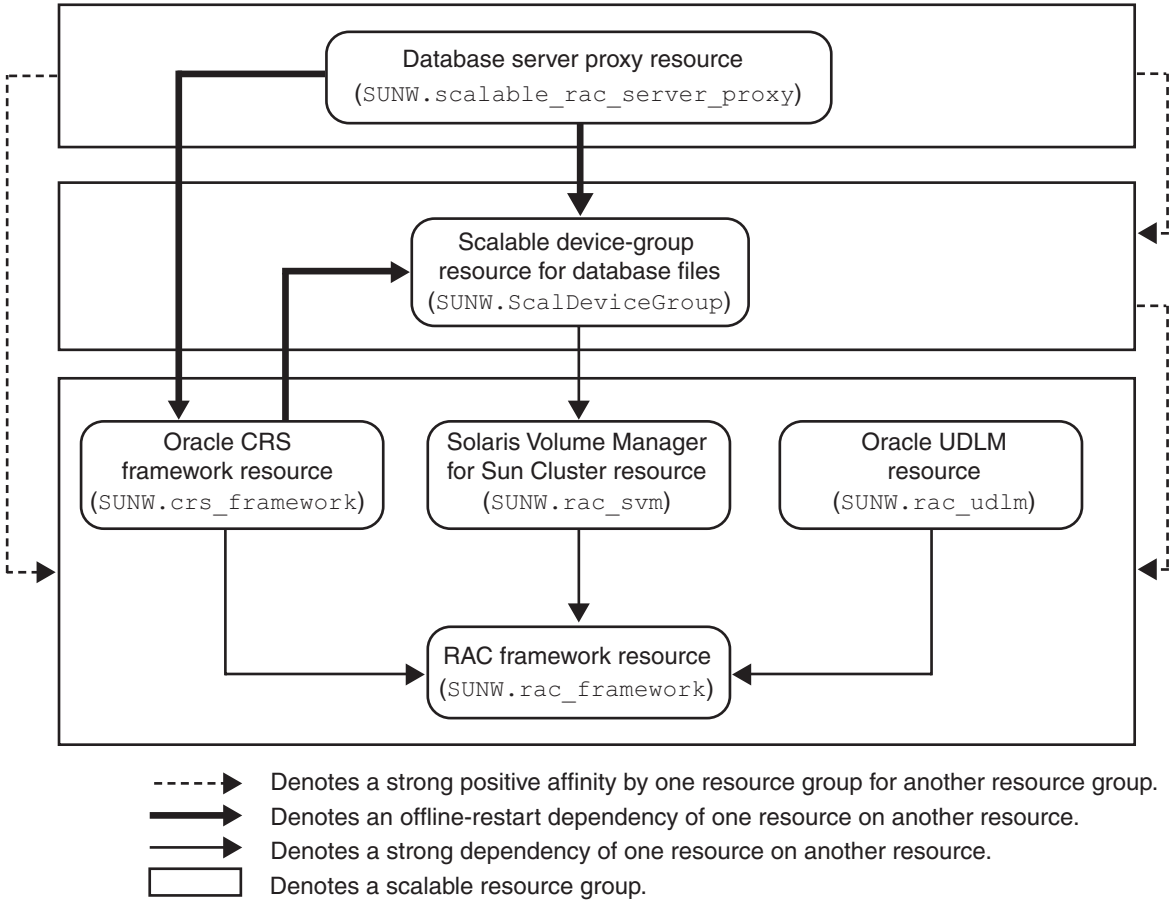 Database server proxy resource
(SUNW.scalable_rac_server_proxy)
Scalable device-group
resource for database files
(SUNW.ScalDeviceGroup)
Oracle CRS
framework resource
(SUNW.crs_framework)
Solaris Volume Manager
for Sun Cluster resource
(SUNW.rac_svm)
Oracle UDLM
resource
(SUNW.rac_udlm)
RAC framework resource
(SUNW.rac_framework)
Denotes a strong positive affinity by one resource group for another resource group.
Denotes an offline-restart dependency of one resource on another resource.
Denotes a strong dependency of one resource on another resource.
Denotes a scalable resource group.